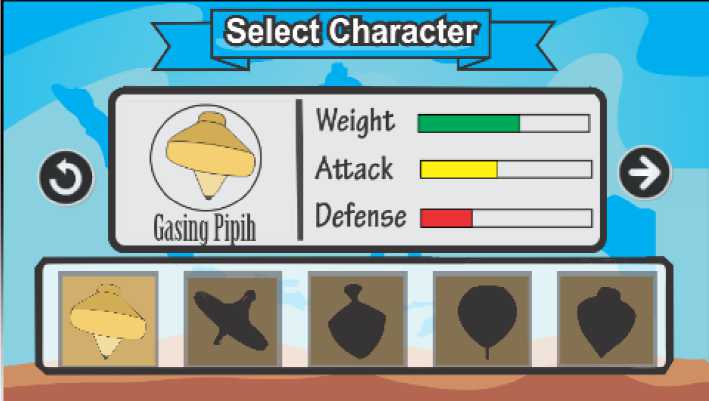 Select Character
Weight
Attack
Defense
Gasing Pipih